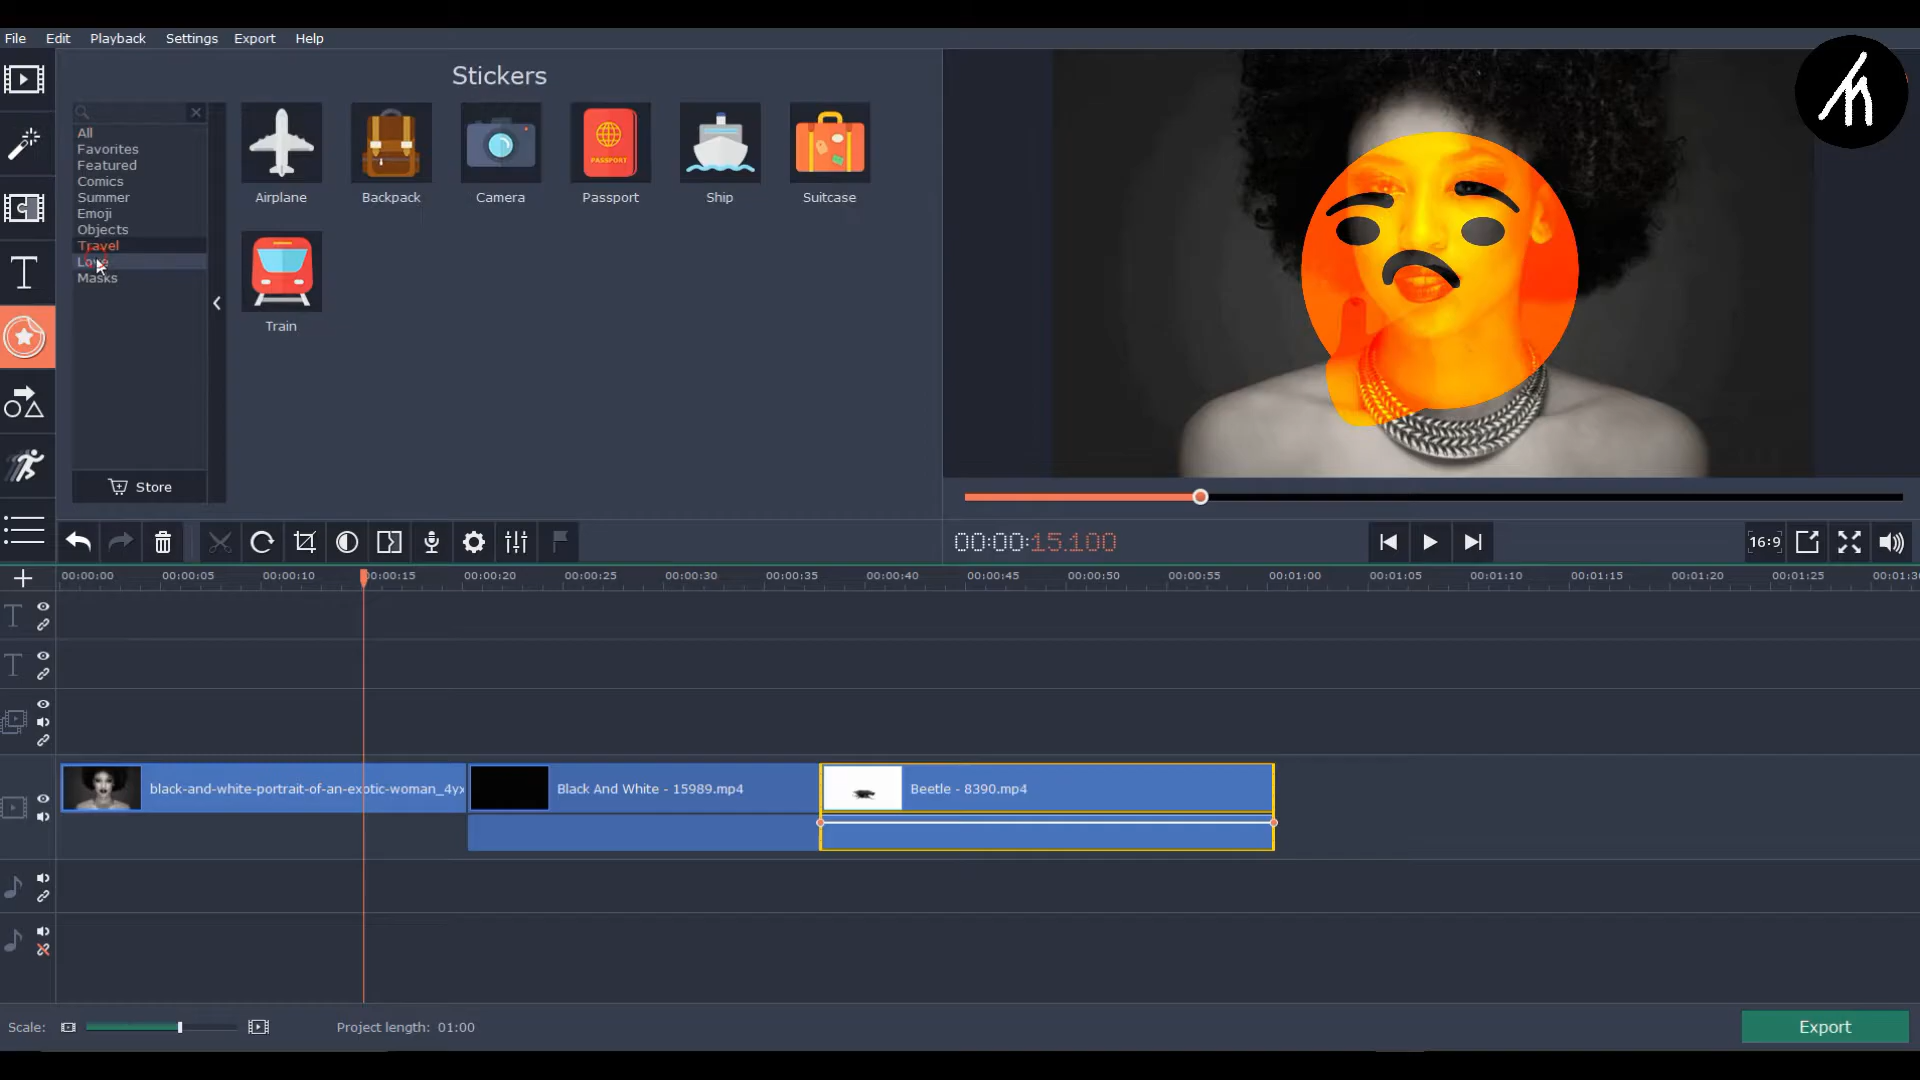 File Edit Playback Settings Export Help
Stickers
All
Favorites
Featured
Comics
Summer
Emoji
Objects
Travel
Love
Masks
Store
PASSPORT
Airplane Backpack Camera Passport Ship Suitcase
Train
00:00:15.100
16:9
00:00:00 00:00:05 00:00:10 00:00:15 00:00:20 00:00:25 00:00:30 00:00:35 00:00:40 00:00:45 00:00:50 00:00:55 00:01:00 00:01:05 00:01:10 00:01:15 00:01:20 00:01:25 00:01:30
black-and-white-portrait-of-an-exotic-woman_4yx Black And White - 15989.mp4 Beetle - 8390.mp4
Scale: Project length: 01:00
Export